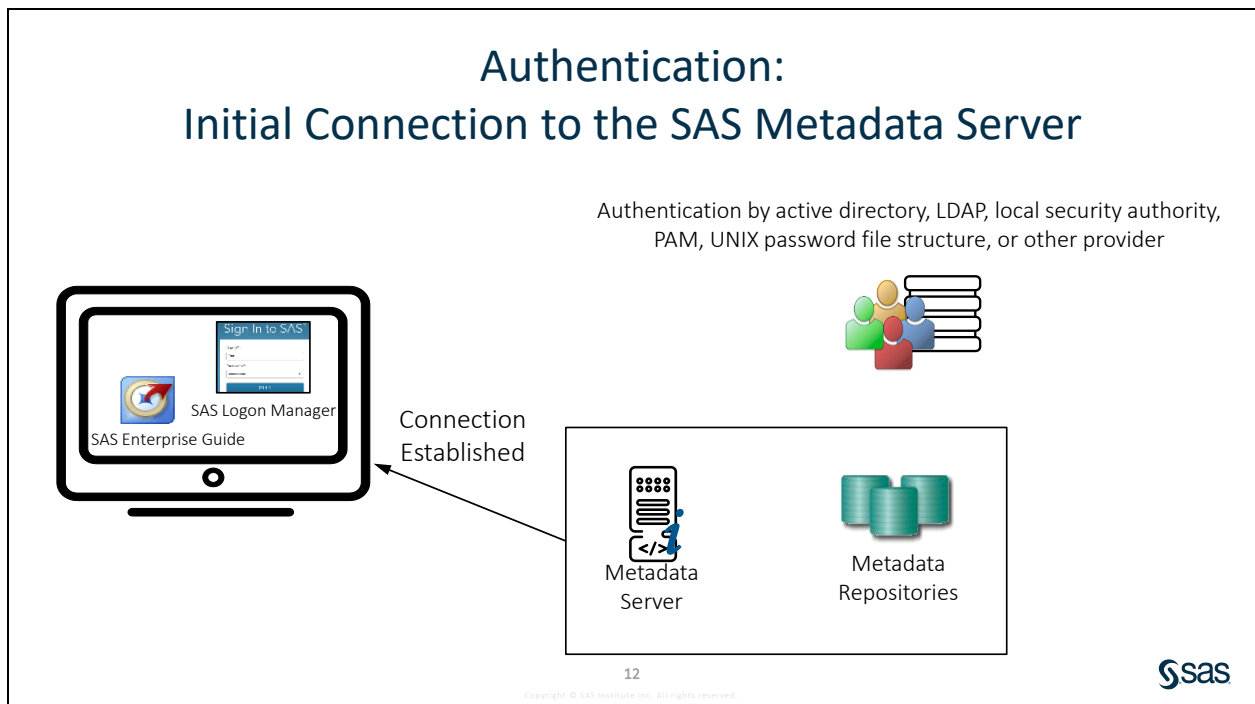 Authentication:
Initial Connection to the SAS Metadata Server
Authentication by active directory, LDAP, local security authority,
PAM, UNIX password file structure, or other provider
Sign In to SAS
SAS Logon Manager
SAS Enterprise Guide
Connection
Established
</>
i
Metadata
Server
Metadata
Repositories
12
Copyright © SAS Institute Inc. All rights reserved.
sas